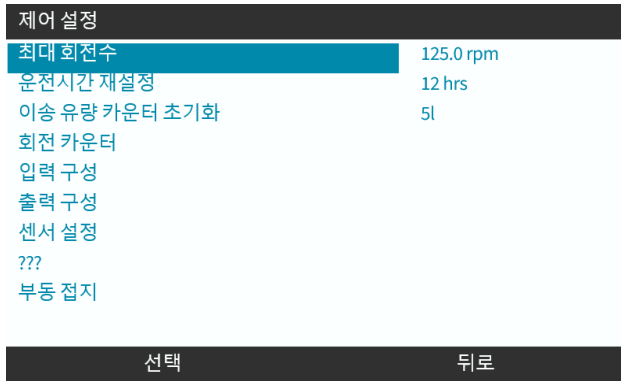 제어 설정
최대 회전수 125.0 rpm
운전시간 재설정 12 hrs
이송 유량 카운터 초기화 5l
회전 카운터
입력 구성
출력 구성
센서 설정
???
부동 접지
선택 뒤로